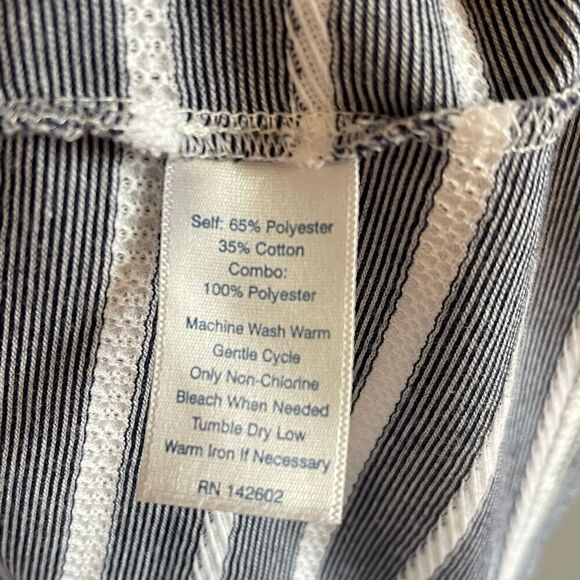 Self: 65% Polyester
35% Cotton
Combo:
100% Polyester
Machine Wash Warm
Gentle Cycle
Only Non-Chlorine
Bleach When Needed
Tumble Dry Low
Warm Iron If Necessary
RN 142602